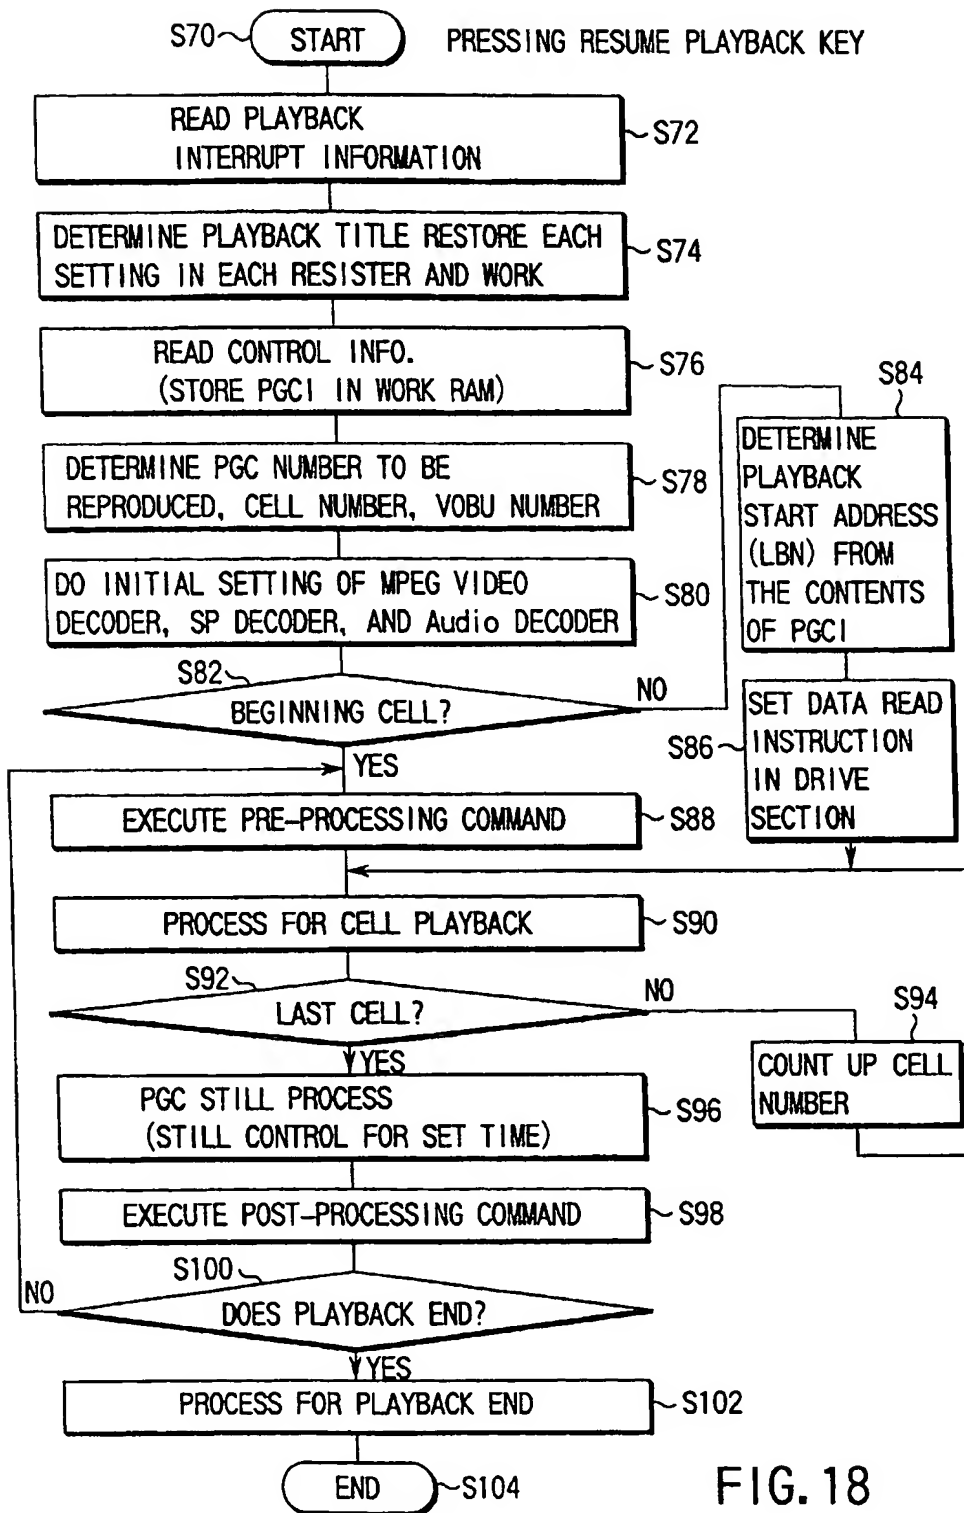 S70
START
PRESSING RESUME PLAYBACK KEY
READ PLAYBACK
INTERRUPT INFORMATION
S72
DETERMINE PLAYBACK TITLE RESTORE EACH
SETTING IN EACH RESISTER AND WORK
S74
READ CONTROL INFO.
(STORE PGCI IN WORK RAM)
S76
DETERMINE PGC NUMBER TO BE
REPRODUCED, CELL NUMBER, VOBU NUMBER
S78
DO INITIAL SETTING OF MPEG VIDEO
DECODER, SP DECODER, AND Audio DECODER
S80
S82
BEGINNING CELL?
NO
YES
S84
DETERMINE
PLAYBACK
START ADDRESS
(LBN) FROM
THE CONTENTS
OF PGCI
S86
SET DATA READ
INSTRUCTION
IN DRIVE
SECTION
EXECUTE PRE-PROCESSING COMMAND
S88
PROCESS FOR CELL PLAYBACK
S90
S92
LAST CELL?
NO
YES
S94
COUNT UP CELL
NUMBER
PGC STILL PROCESS
(STILL CONTROL FOR SET TIME)
S96
EXECUTE POST-PROCESSING COMMAND
S98
S100
NO
DOES PLAYBACK END?
YES
PROCESS FOR PLAYBACK END
S102
END
S104
FIG. 18